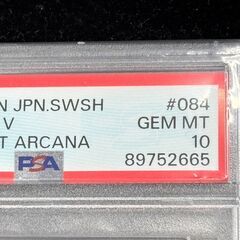 N JPN.SWSH #084
V GEM MT
T ARCANA 10
PSA 89752665